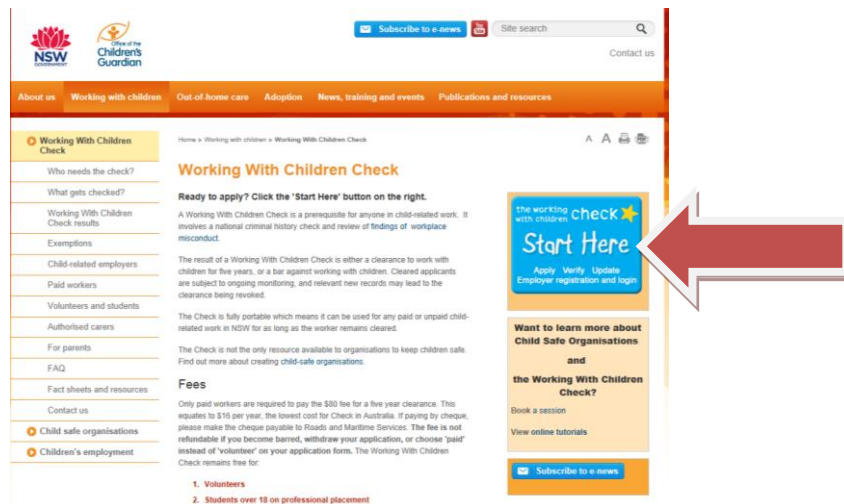 Subscribe to e-news
You Tube
Site search
NSW
GOVERNMENT
Office of the
Children's
Guardian
Contact us
About us Working with children Out-of-home care Adoption News, training and events Publications and resources
Working With Children
Check
Who needs the check?
What gets checked?
Working With Children
Check results
Exemptions
Child-related employers
Paid workers
Volunteers and students
Authorised carers
For parents
FAQ
Fact sheets and resources
Contact us
Child safe organisations
Children's employment
Home > Working with children > Working With Children Check
A A
Working With Children Check
Ready to apply? Click the 'Start Here' button on the right.
A Working With Children Check is a prerequisite for anyone in child-related work. It
involves a national criminal history check and review of findings of workplace
misconduct.
The result of a Working With Children Check is either a clearance to work with
children for five years, or a bar against working with children. Cleared applicants
are subject to ongoing monitoring, and relevant new records may lead to the
clearance being revoked.
The Check is fully portable which means it can be used for any paid or unpaid child-
related work in NSW for as long as the worker remains cleared.
The Check is not the only resource available to organisations to keep children safe.
Find out more about creating child-safe organisations.
Fees
Only paid workers are required to pay the $80 fee for a five year clearance. This
equates to $16 per year, the lowest cost for Check in Australia. If paying by cheque,
please make the cheque payable to Roads and Maritime Services. The fee is not
refundable if you become barred, withdraw your application, or choose 'paid'
instead of 'volunteer' on your application form. The Working With Children
Check remains free for:
1. Volunteers
2. Students over 18 on professional placement
the working
with children check
Start Here
Apply Verify Update
Employer registration and login
Want to learn more about
Child Safe Organisations
and
the Working With Children
Check?
Book a session
View online tutorials
Subscribe to e-news